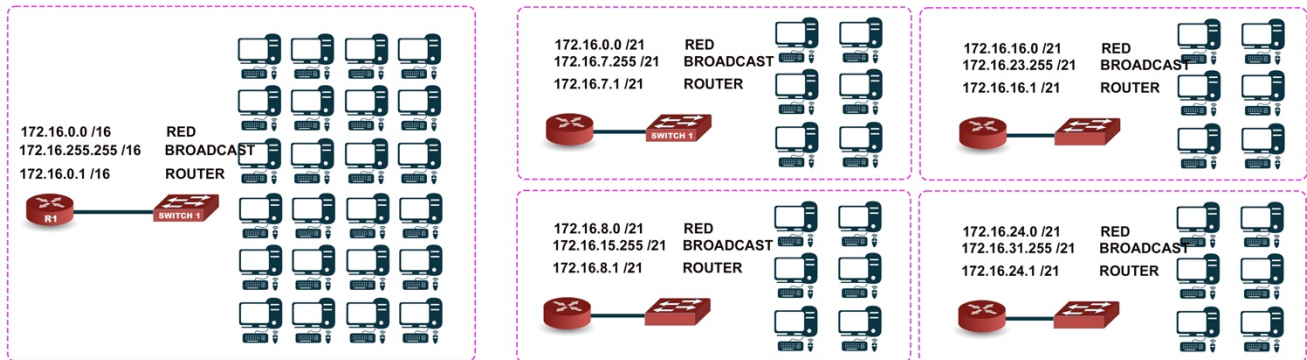 172.16.0.0 /16 RED
172.16.255.255 /16 BROADCAST
172.16.0.1 /16 ROUTER
R1
SWITCH 1
172.16.0.0 /21 RED
172.16.7.255 /21 BROADCAST
172.16.7.1 /21 ROUTER
SWITCH 1
172.16.16.0 /21 RED
172.16.23.255 /21 BROADCAST
172.16.16.1 /21 ROUTER
172.16.8.0 /21 RED
172.16.15.255 /21 BROADCAST
172.16.8.1 /21 ROUTER
172.16.24.0 /21 RED
172.16.31.255 /21 BROADCAST
172.16.24.1 /21 ROUTER